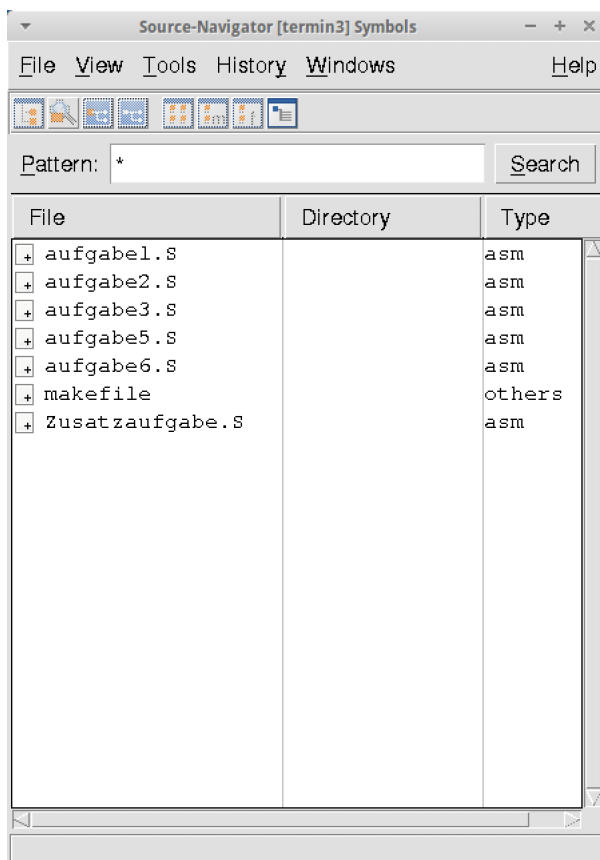 Source-Navigator [termin3] Symbols
File View Tools History Windows Help
Pattern: * Search
File Directory Type
aufgabe1.S asm
aufgabe2.S asm
aufgabe3.S asm
aufgabe5.S asm
aufgabe6.S asm
makefile others
Zusatzaufgabe.S asm